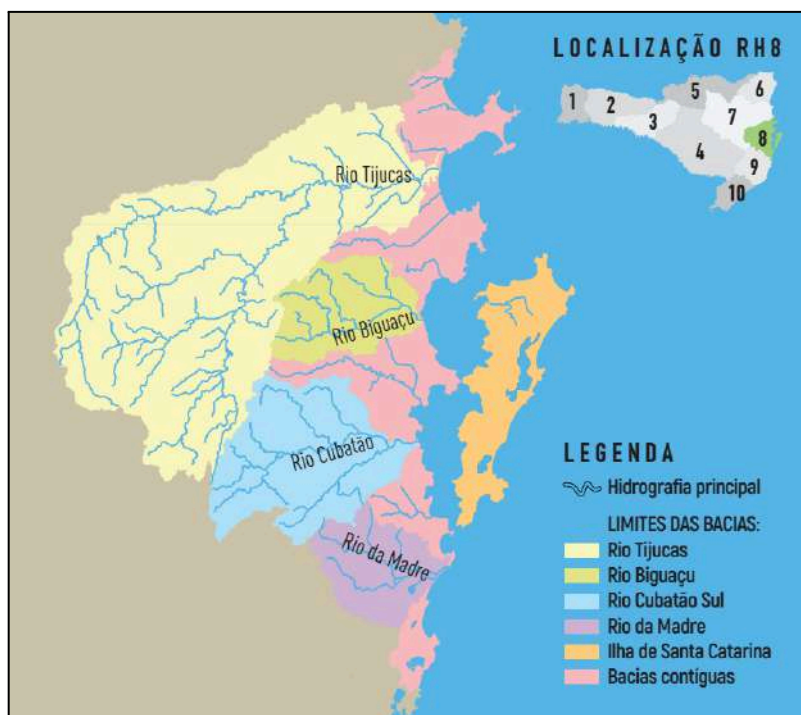 LOCALIZAÇÃO RH8
1
2
3
4
5
6
7
8
9
10
Rio Tijucas
Rio Biguaçu
Rio Cubatão
Rio da Madre
LEGENDA
Hidrografia principal
LIMITES DAS BACIAS:
Rio Tijucas
Rio Biguaçu
Rio Cubatão Sul
Rio da Madre
Ilha de Santa Catarina
Bacias contíguas